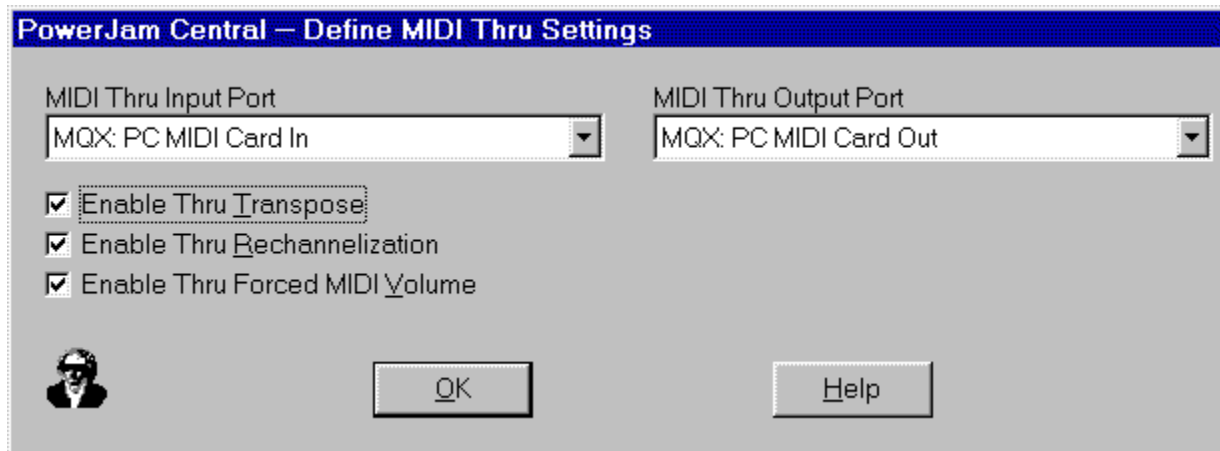 PowerJam Central — Define MIDI Thru Settings
MIDI Thru Input Port
MIDI Thru Output Port
MQX: PC MIDI Card In
MQX: PC MIDI Card Out
Enable Thru Transpose
Enable Thru Rechannelization
Enable Thru Forced MIDI Volume
OK
Help